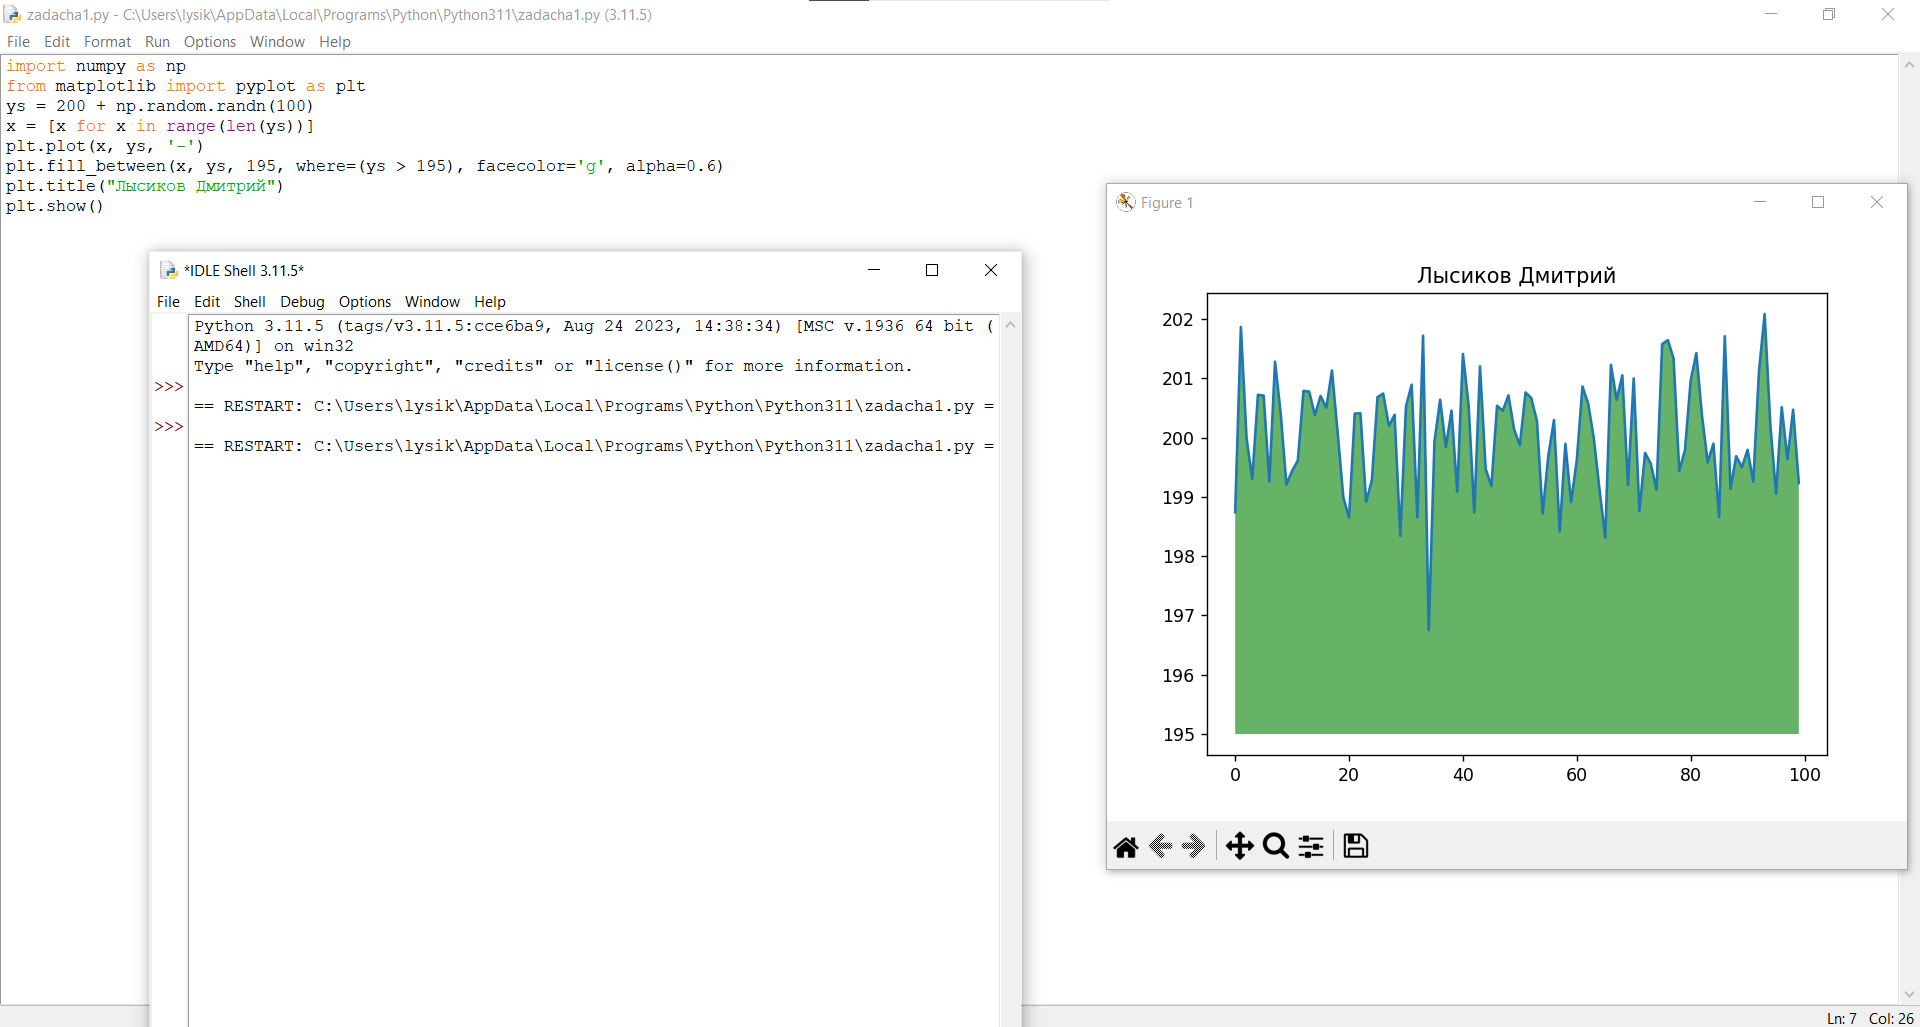 zadacha1.py - C:\Users\lysik\AppData\Local\Programs\Python\Python311\zadacha1.py (3.11.5)
File Edit Format Run Options Window Help
import numpy as np
from matplotlib import pyplot as plt
ys = 200 + np.random.randn(100)
x = [x for x in range(len(ys))]
plt.plot(x, ys, '-')
plt.fill_between(x, ys, 195, where=(ys > 195), facecolor='g', alpha=0.6)
plt.title("Лысиков Дмитрий")
plt.show()
*IDLE Shell 3.11.5*
File Edit Shell Debug Options Window Help
Python 3.11.5 (tags/v3.11.5:cce6ba9, Aug 24 2023, 14:38:34) [MSC v.1936 64 bit (
AMD64)] on win32
Type "help", "copyright", "credits" or "license()" for more information.
>>>
== RESTART: C:\Users\lysik\AppData\Local\Programs\Python\Python311\zadacha1.py =
>>>
== RESTART: C:\Users\lysik\AppData\Local\Programs\Python\Python311\zadacha1.py =
Figure 1
Лысиков Дмитрий
202
201
200
199
198
197
196
195
0 20 40 60 80 100
Ln: 7 Col: 26